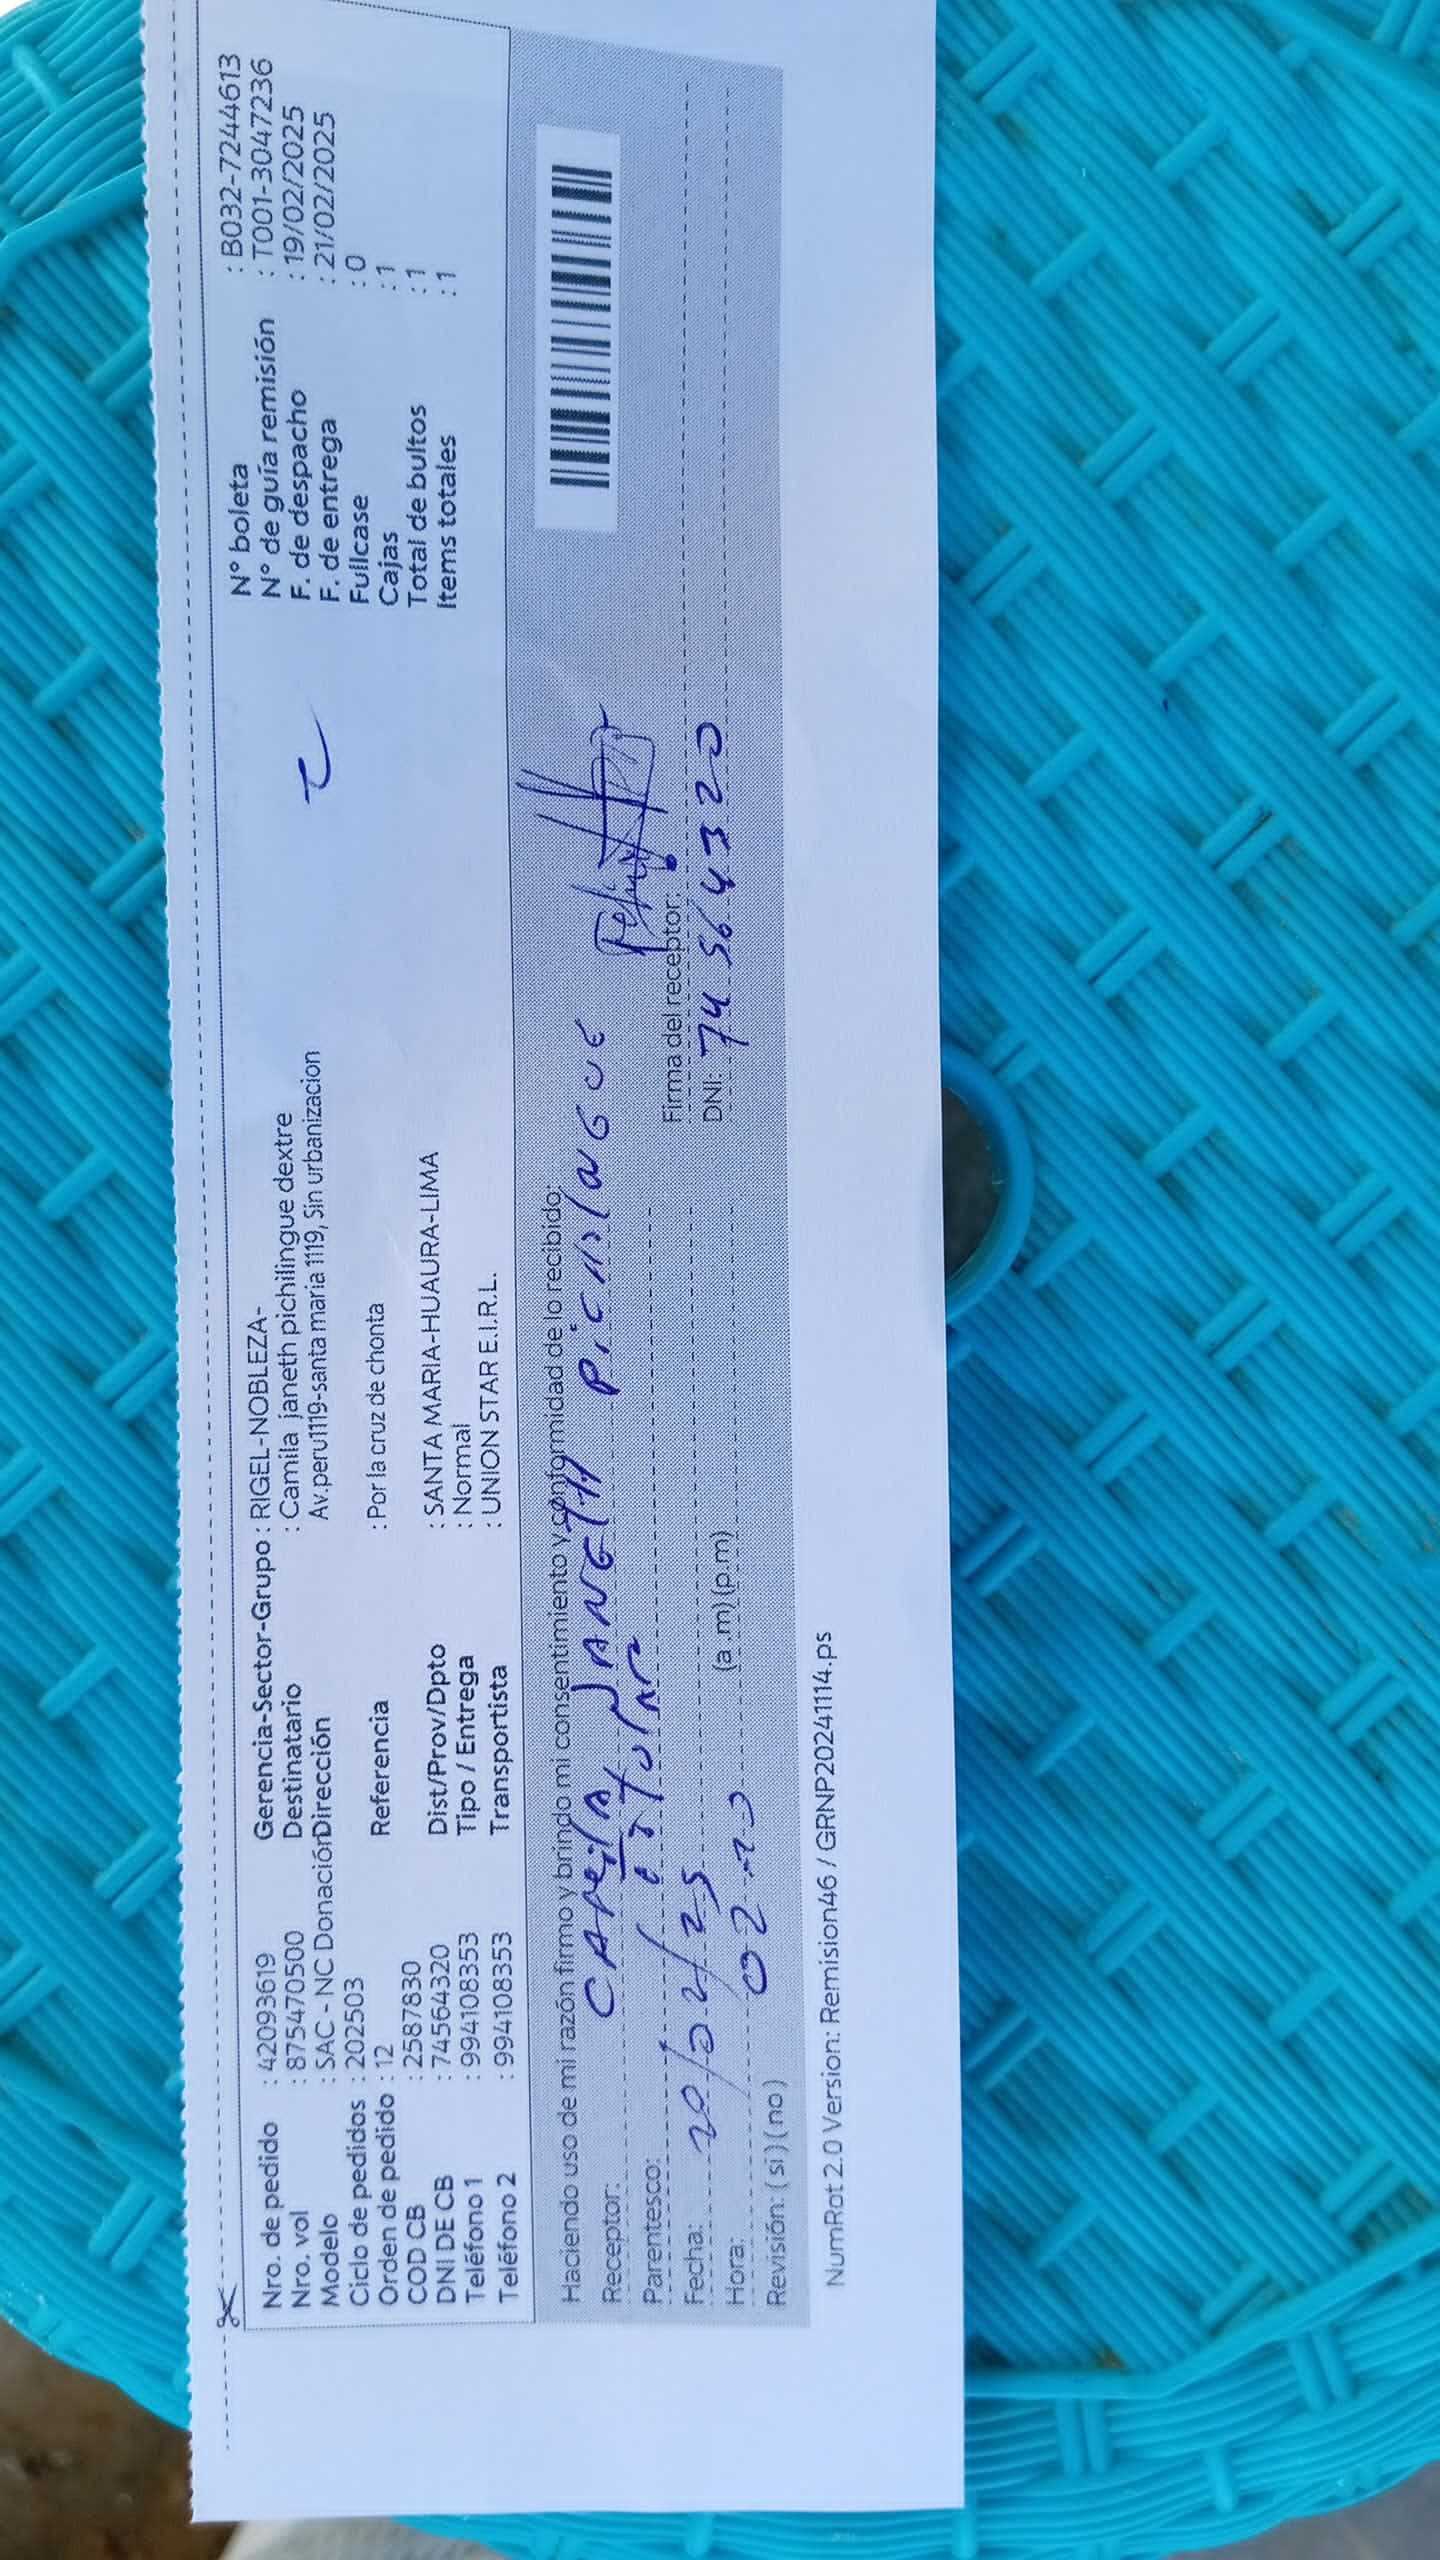 Nro. de pedido : 42093619 Gerencia-Sector-Grupo : RIGEL-NOBLEZA- N° boleta : B032-7244613
Nro. vol : 875470500 Destinatario : Camila janeth pichilingue dextre N° de guía remisión : T001-3047236
Modelo : SAC - NC Donación Dirección Av.peru1119-santa maria 1119, Sin urbanizacion F. de despacho : 19/02/2025
Ciclo de pedidos : 202503 F. de entrega : 21/02/2025
Orden de pedido : 12 Referencia : Por la cruz de chonta Fullcase : 0
COD CB : 2587830 Cajas : 1
DNI DE CB : 74564320 Dist/Prov/Dpto : SANTA MARIA-HUAURA-LIMA Total de bultos : 1
Teléfono 1 : 994108353 Tipo / Entrega : Normal Items totales : 1
Teléfono 2 : 994108353 Transportista : UNION STAR E.I.R.L.
Haciendo uso de mi razón firmo y brindo mi consentimiento y conformidad de lo recibido:
Receptor: CAMILA JANETH PICHILINGUE
Parentesco: TITULAR Firma del receptor:
Fecha: 20/02/25 DNI: 74564320
Hora: 02 (a.m) (p.m)
Revisión: ( si ) ( no )
NumRot 2.0 Version: Remision46 / GRNP20241114.ps